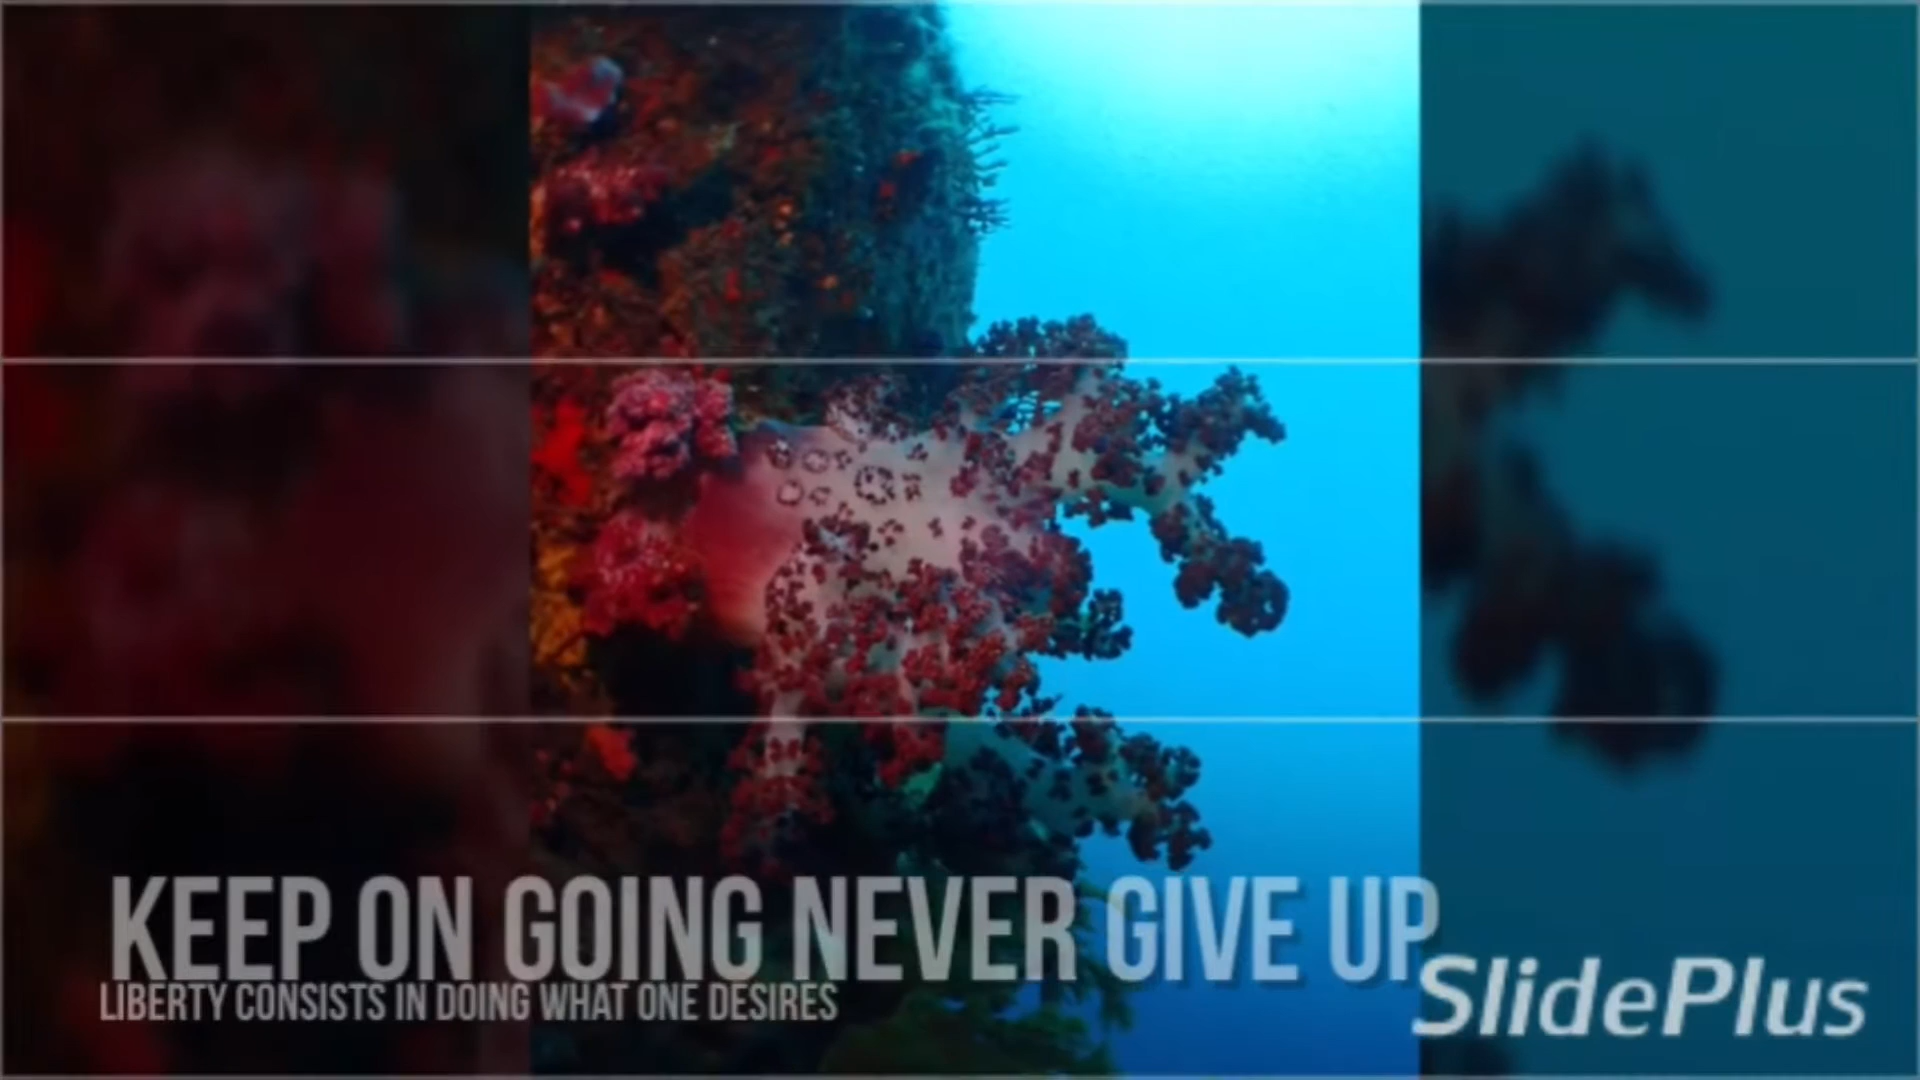 KEEP ON GOING NEVER GIVE UP
LIBERTY CONSISTS IN DOING WHAT ONE DESIRES
SlidePlus